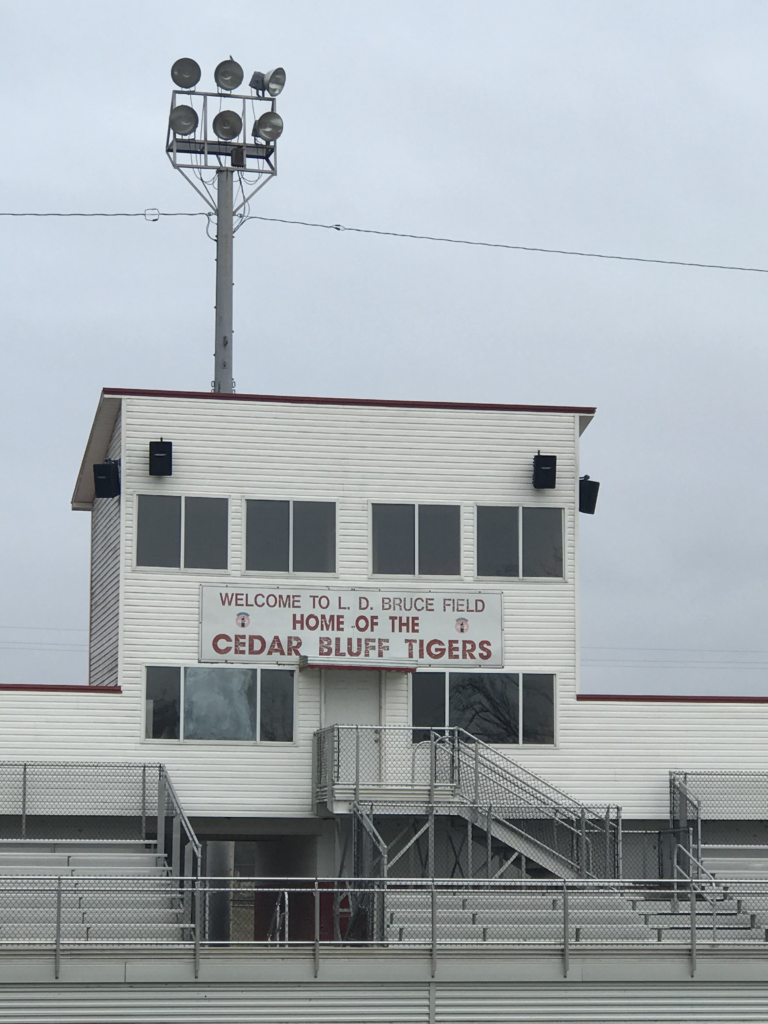 WELCOME TO L. D. BRUCE FIELD
HOME OF THE
CEDAR BLUFF TIGERS